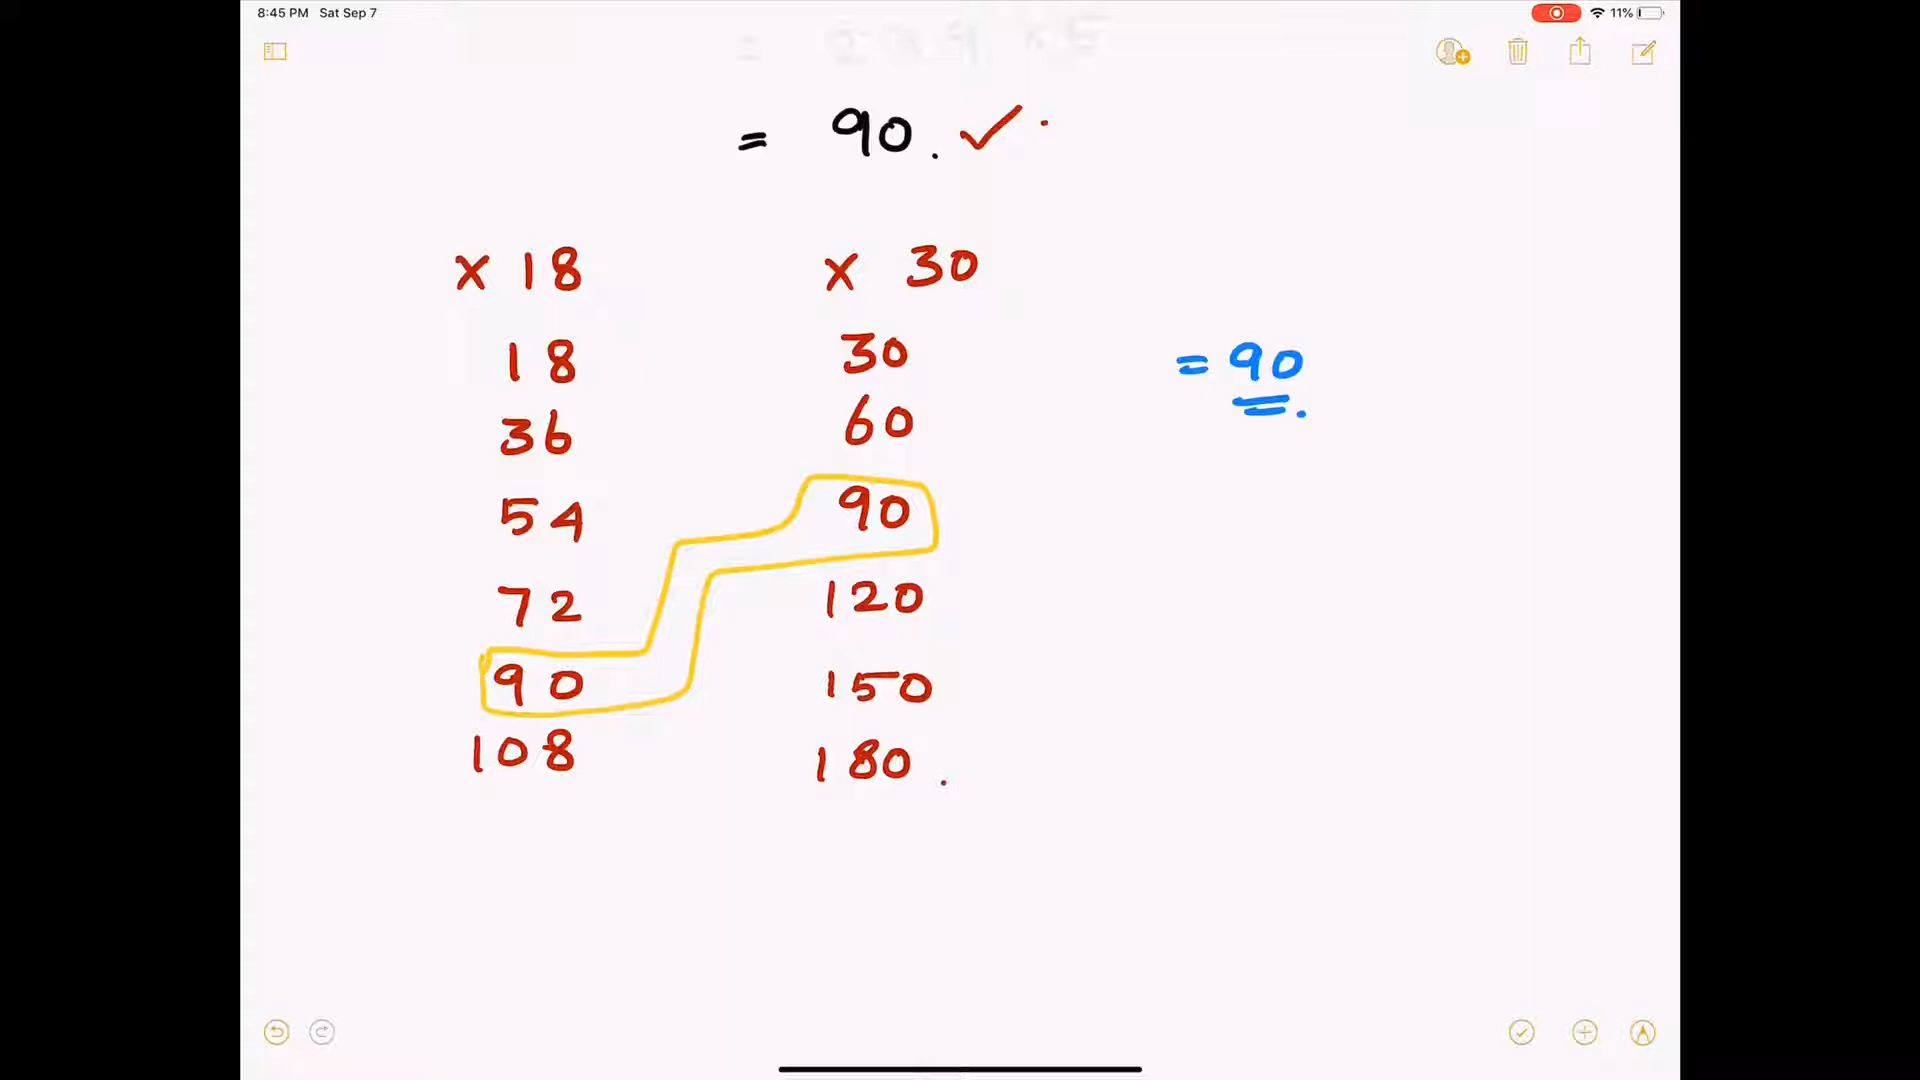 8:45 PM Sat Sep 7
11%
= 90. ✓
x 18 x 30
18 30
36 60 = 90.
54 90
72 120
90 150
108 180.